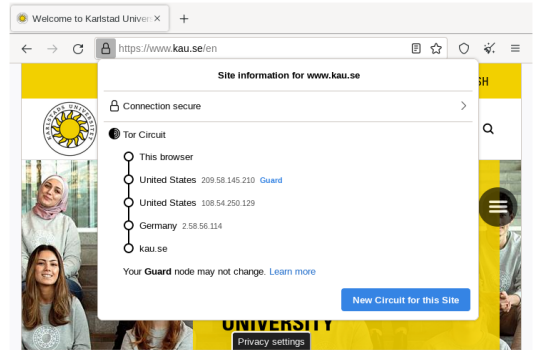 Welcome to Karlstad Univer
https://www.kau.se/en
Site information for www.kau.se
SH
Connection secure
KARLSTADS UNIVERSITET
Tor Circuit
This browser
United States 209.58.145.210 Guard
United States 108.54.250.129
Germany 2.58.56.114
kau.se
Your Guard node may not change. Learn more
New Circuit for this Site
UNIVERSITY
Privacy settings